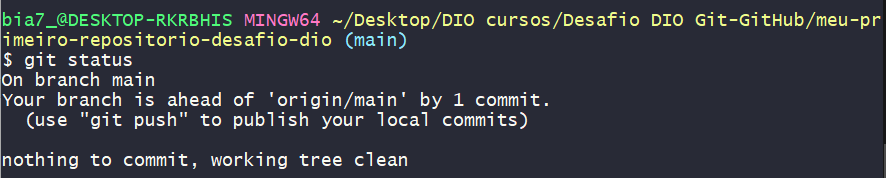 bia7_@DESKTOP-RKRBHIS MINGW64 ~/Desktop/DIO cursos/Desafio DIO Git-GitHub/meu-pr
imeiro-repositorio-desafio-dio (main)
$ git status
On branch main
Your branch is ahead of 'origin/main' by 1 commit.
  (use "git push" to publish your local commits)

nothing to commit, working tree clean